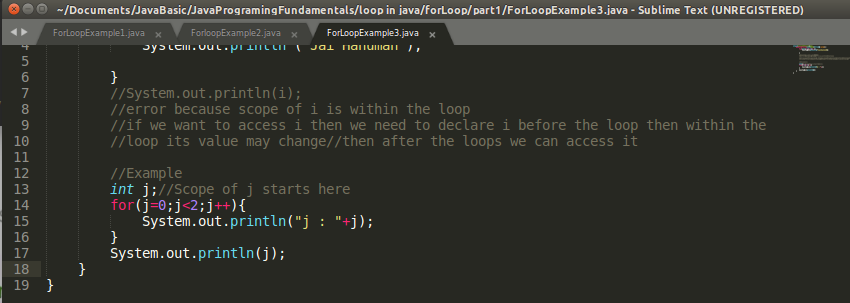 ~/Documents/JavaBasic/JavaProgramingFundamentals/loop in java/forLoop/part1/ForLoopExample3.java - Sublime Text (UNREGISTERED)
ForLoopExample1.java × ForloopExample2.java × ForLoopExample3.java ×
4 System.out.println ("Jai Hanuman");
5
6 }
7 //System.out.println(i);
8 //error because scope of i is within the loop
9 //if we want to access i then we need to declare i before the loop then within the
10 //loop its value may change//then after the loops we can access it
11
12 //Example
13 int j;//Scope of j starts here
14 for(j=0;j<2;j++){
15 System.out.println("j : "+j);
16 }
17 System.out.println(j);
18 }
19 }